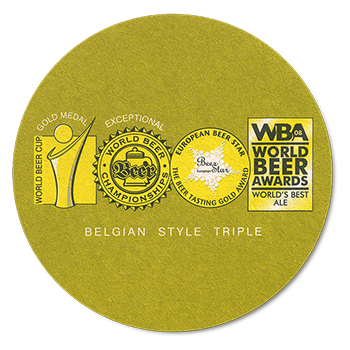 WORLD BEER CUP
GOLD MEDAL
EXCEPTIONAL
WORLD BEER
Beer
CHAMPIONSHIPS
EUROPEAN BEER STAR
Beer
European
Star
THE BEER TASTING GOLD AWARD
WBA 08
WORLD
BEER
AWARDS
WORLD'S BEST
ALE
BELGIAN STYLE TRIPLE